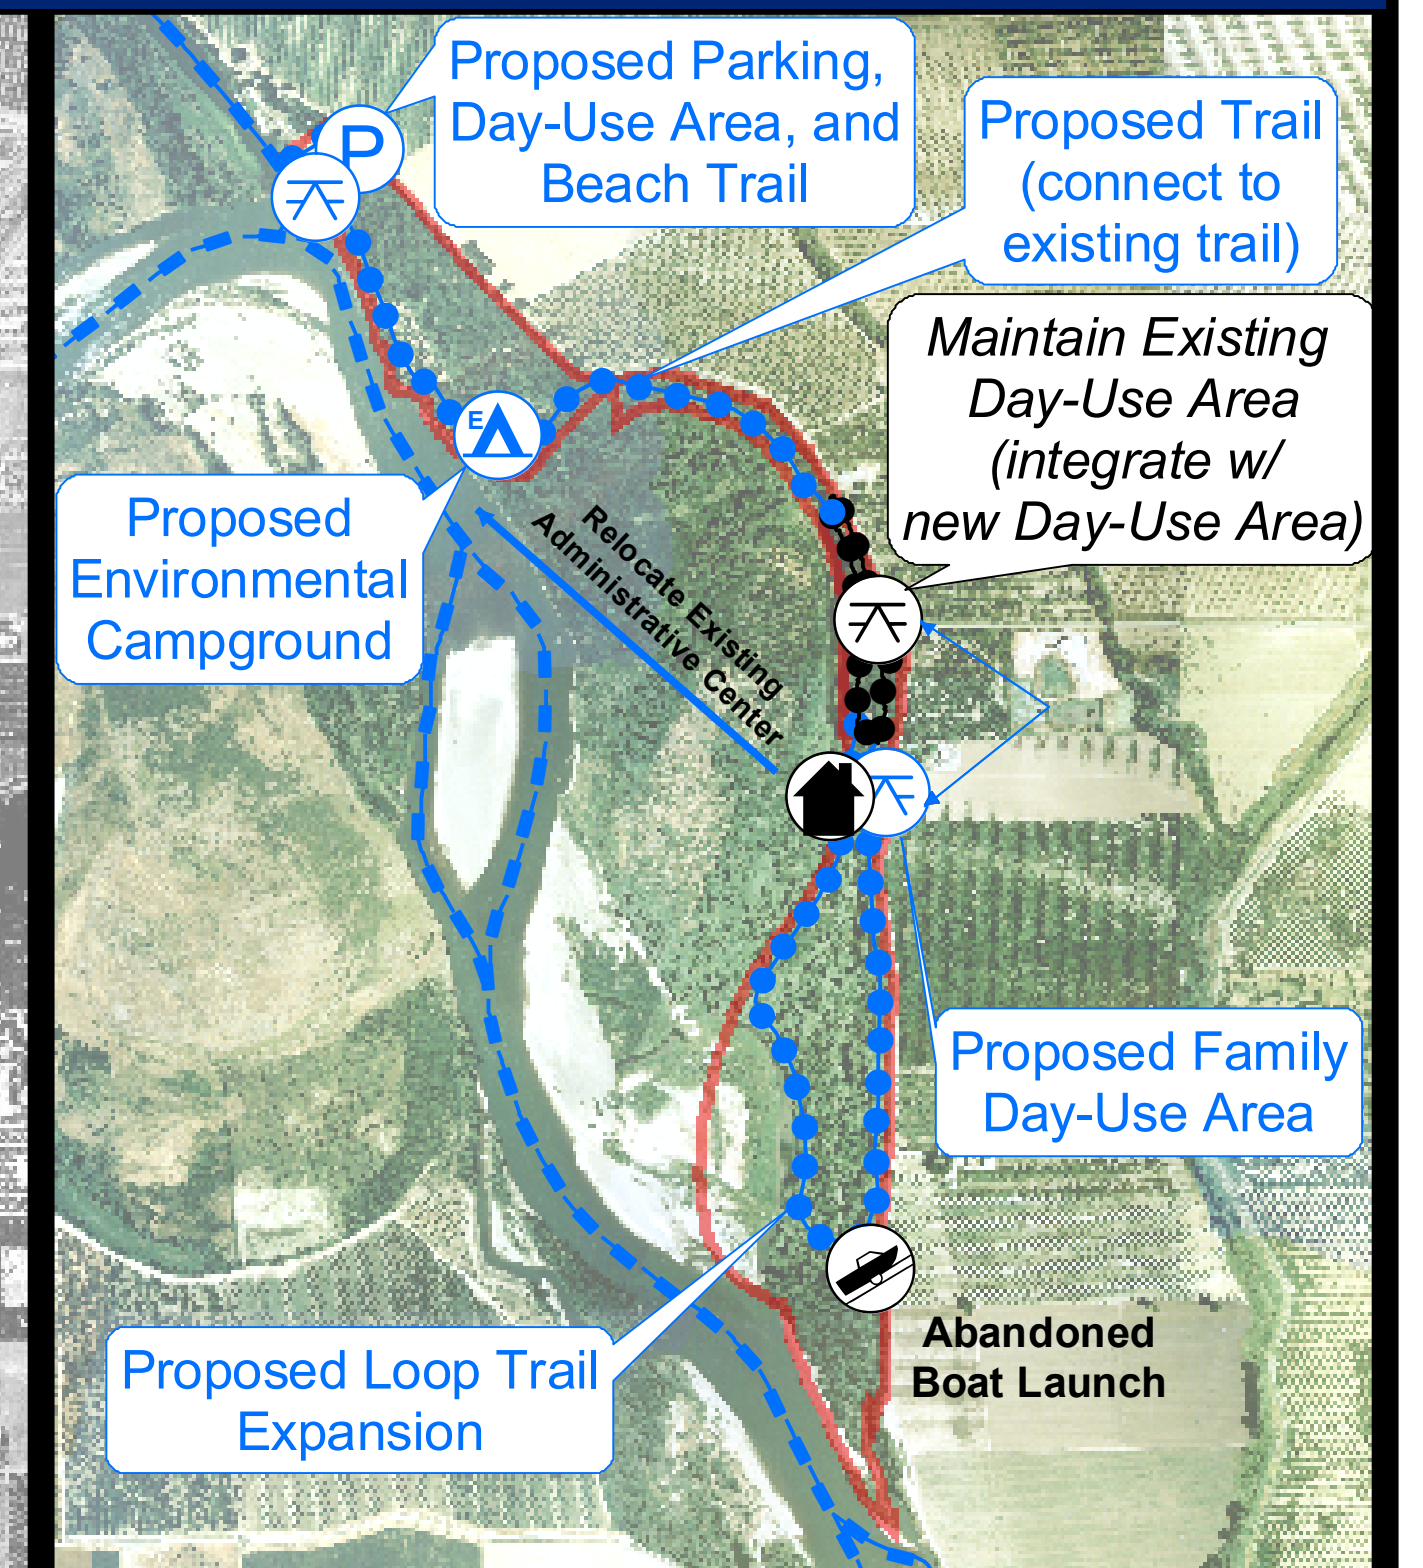 Proposed Parking,
Day-Use Area, and
Beach Trail
P
Proposed Trail
(connect to
existing trail)
Maintain Existing
Day-Use Area
(integrate w/
new Day-Use Area)
E
Proposed
Environmental
Campground
Relocate Existing
Administrative Center
Proposed Family
Day-Use Area
Abandoned
Boat Launch
Proposed Loop Trail
Expansion